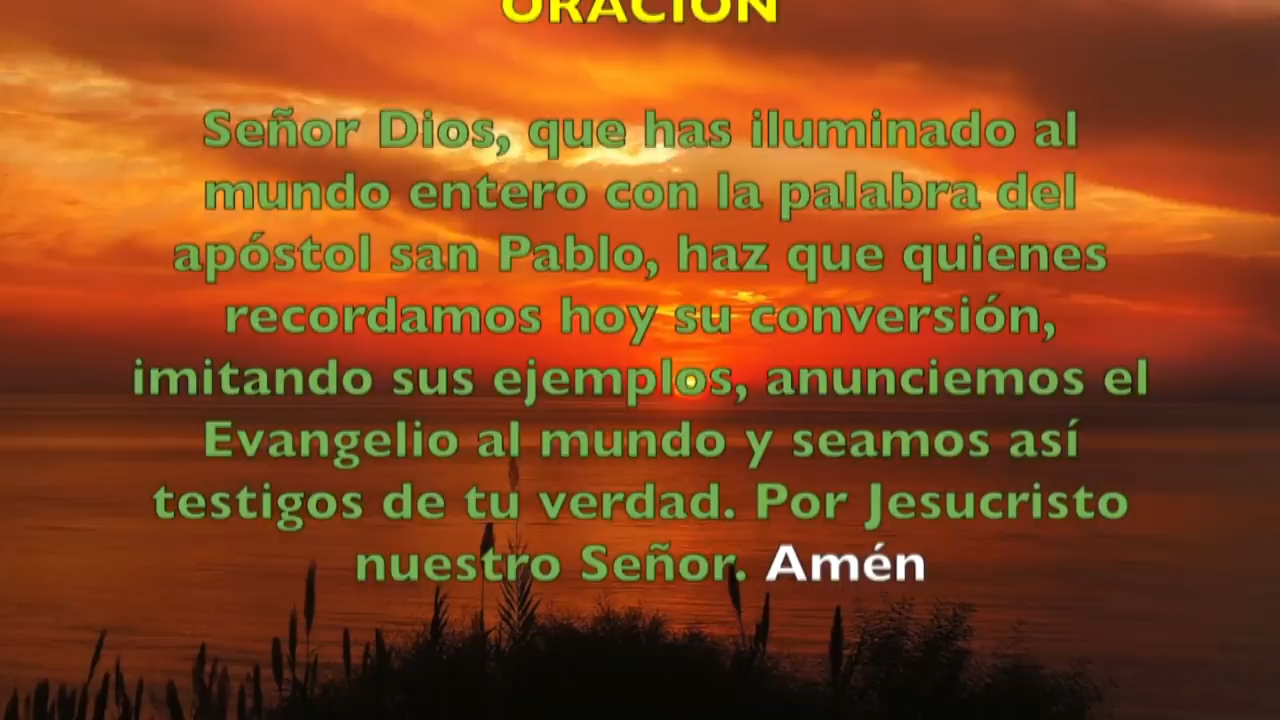 ORACIÓN
Señor Dios, que has iluminado al
mundo entero con la palabra del
apóstol san Pablo, haz que quienes
recordamos hoy su conversión,
imitando sus ejemplos, anunciemos el
Evangelio al mundo y seamos así
testigos de tu verdad. Por Jesucristo
nuestro Señor. Amén